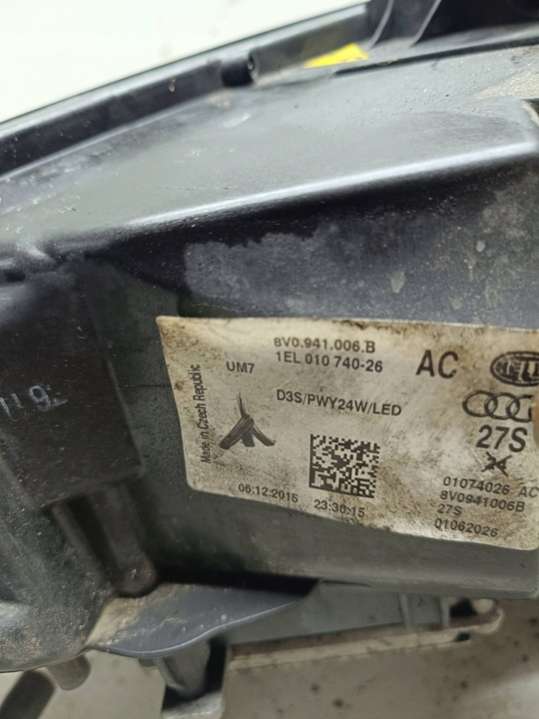 8V0.941.006.B
1EL 010 740-26
AC
UM7
Made in Czech Republic
D3S/PWY24W/LED
27S
06.12.2015
23:30:15
01074026 AC
8V0941006B
27S
01062026